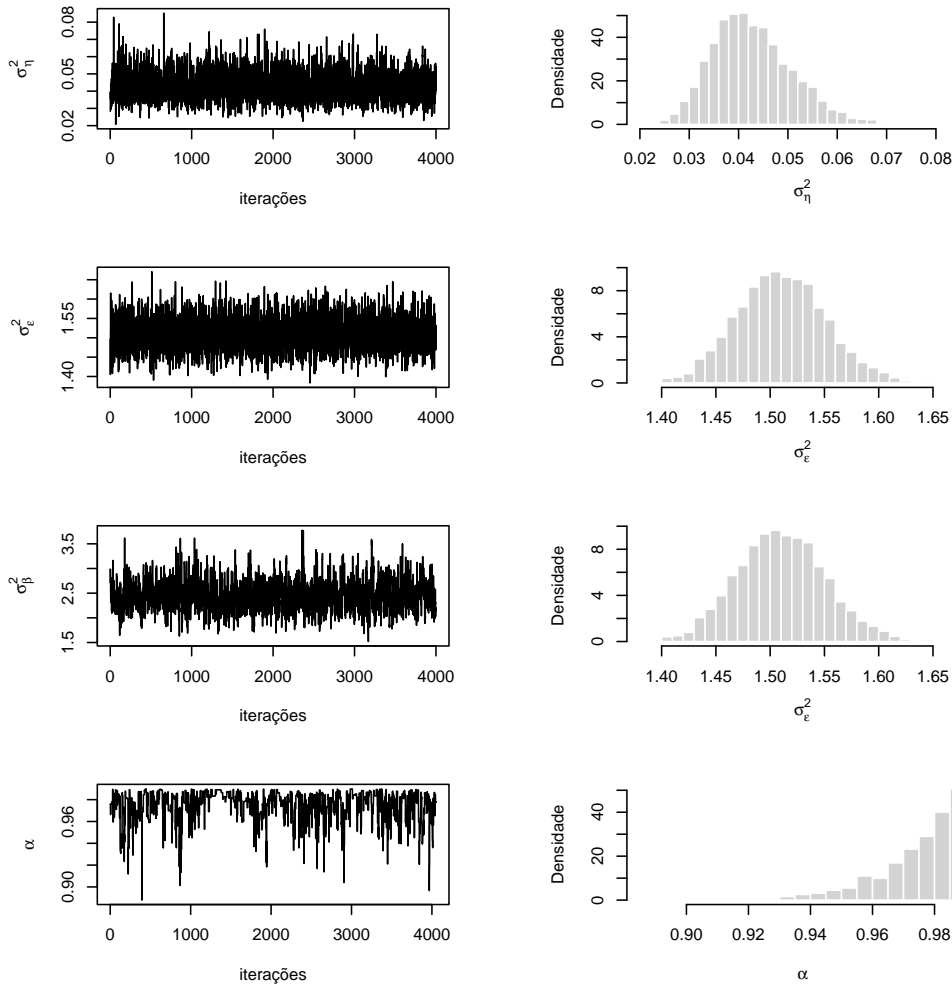 σ²η
0.02 0.05 0.08
0 1000 2000 3000 4000
iterações
Densidade
0 20 40
0.02 0.03 0.04 0.05 0.06 0.07 0.08
σ²η
σ²ε
1.40 1.55
0 1000 2000 3000 4000
iterações
Densidade
0 4 8
1.40 1.45 1.50 1.55 1.60 1.65
σ²ε
σ²β
1.5 2.5 3.5
0 1000 2000 3000 4000
iterações
Densidade
0 4 8
1.40 1.45 1.50 1.55 1.60 1.65
σ²ε
α
0.90 0.96
0 1000 2000 3000 4000
iterações
Densidade
0 20 40
0.90 0.92 0.94 0.96 0.98
α